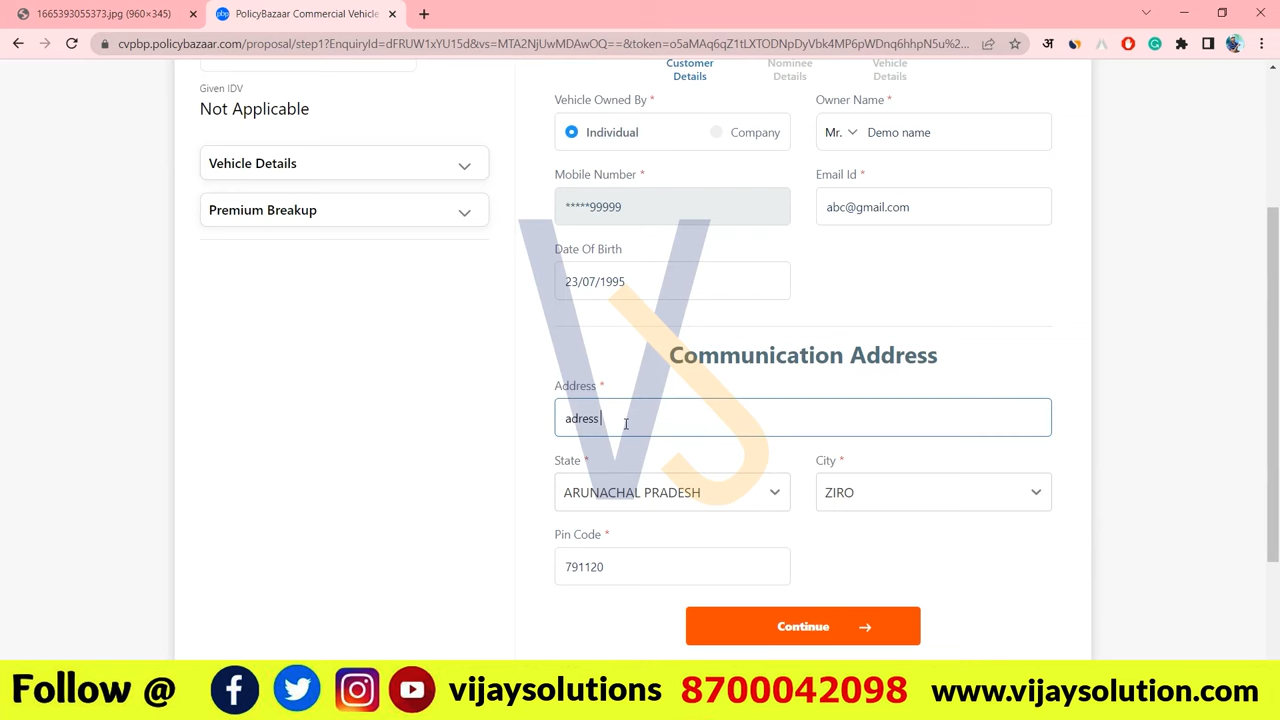 1665393055373.jpg (960×345)
PolicyBazaar Commercial Vehicle
cvpbp.policybazaar.com/proposal/step1?EnquiryId=dFRUW1xYU15d&vs=MTA2NjUwMDAwOQ==&token=o5aMAq6qZ1tLXTODNpDyVbk4MP6pWDnq6hhpN5u%2...
Customer Details
Nominee Details
Vehicle Details
Given IDV
Not Applicable
Vehicle Details
Premium Breakup
Vehicle Owned By *
Owner Name *
Individual
Company
Mr.
Demo name
Mobile Number *
Email Id *
*****99999
abc@gmail.com
Date Of Birth
23/07/1995
Communication Address
Address *
adress
State *
City *
ARUNACHAL PRADESH
ZIRO
Pin Code *
791120
Continue →
VJ
Follow @ vijaysolutions 8700042098 www.vijaysolution.com